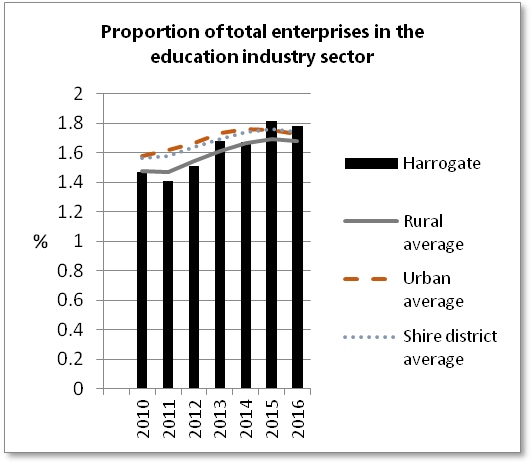 Proportion of total enterprises in the
education industry sector
2
1.8
1.6
1.4
1.2
1
0.8
0.6
0.4
0.2
0
%
2010
2011
2012
2013
2014
2015
2016
Harrogate
Rural
average
Urban
average
Shire district
average